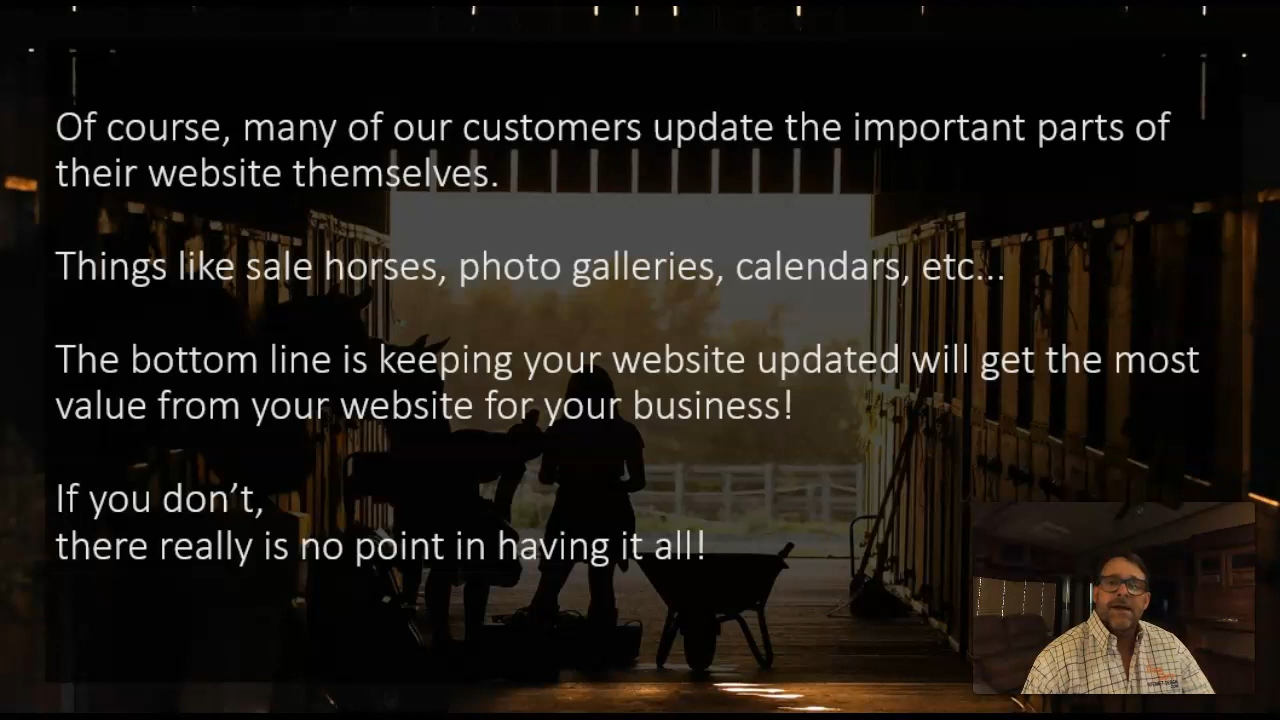 Of course, many of our customers update the important parts of
their website themselves.
Things like sale horses, photo galleries, calendars, etc...
The bottom line is keeping your website updated will get the most
value from your website for your business!
If you don’t,
there really is no point in having it all!